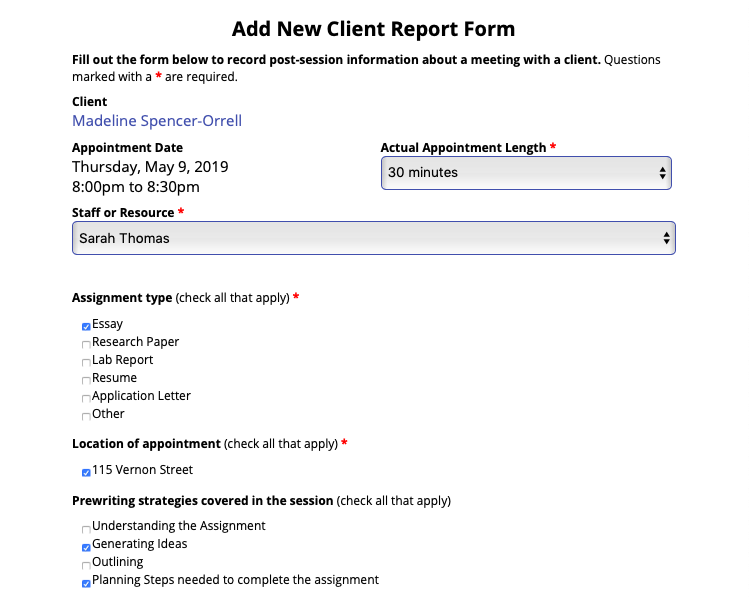 Add New Client Report Form
Fill out the form below to record post-session information about a meeting with a client. Questions
marked with a * are required.
Client
Madeline Spencer-Orrell
Appointment Date
Thursday, May 9, 2019
8:00pm to 8:30pm
Actual Appointment Length *
30 minutes
Staff or Resource *
Sarah Thomas
Assignment type (check all that apply) *
Essay
Research Paper
Lab Report
Resume
Application Letter
Other
Location of appointment (check all that apply) *
115 Vernon Street
Prewriting strategies covered in the session (check all that apply)
Understanding the Assignment
Generating Ideas
Outlining
Planning Steps needed to complete the assignment